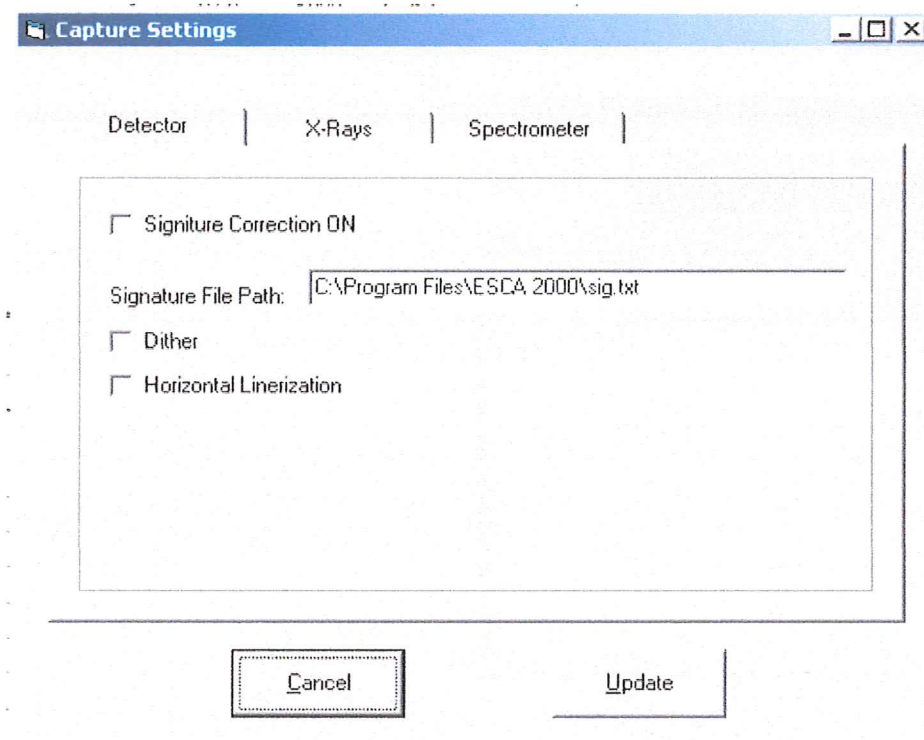 Capture Settings
Detector X-Rays Spectrometer
Signiture Correction ON
Signature File Path: C:\Program Files\ESCA 2000\sig.txt
Dither
Horizontal Linerization
Cancel Update